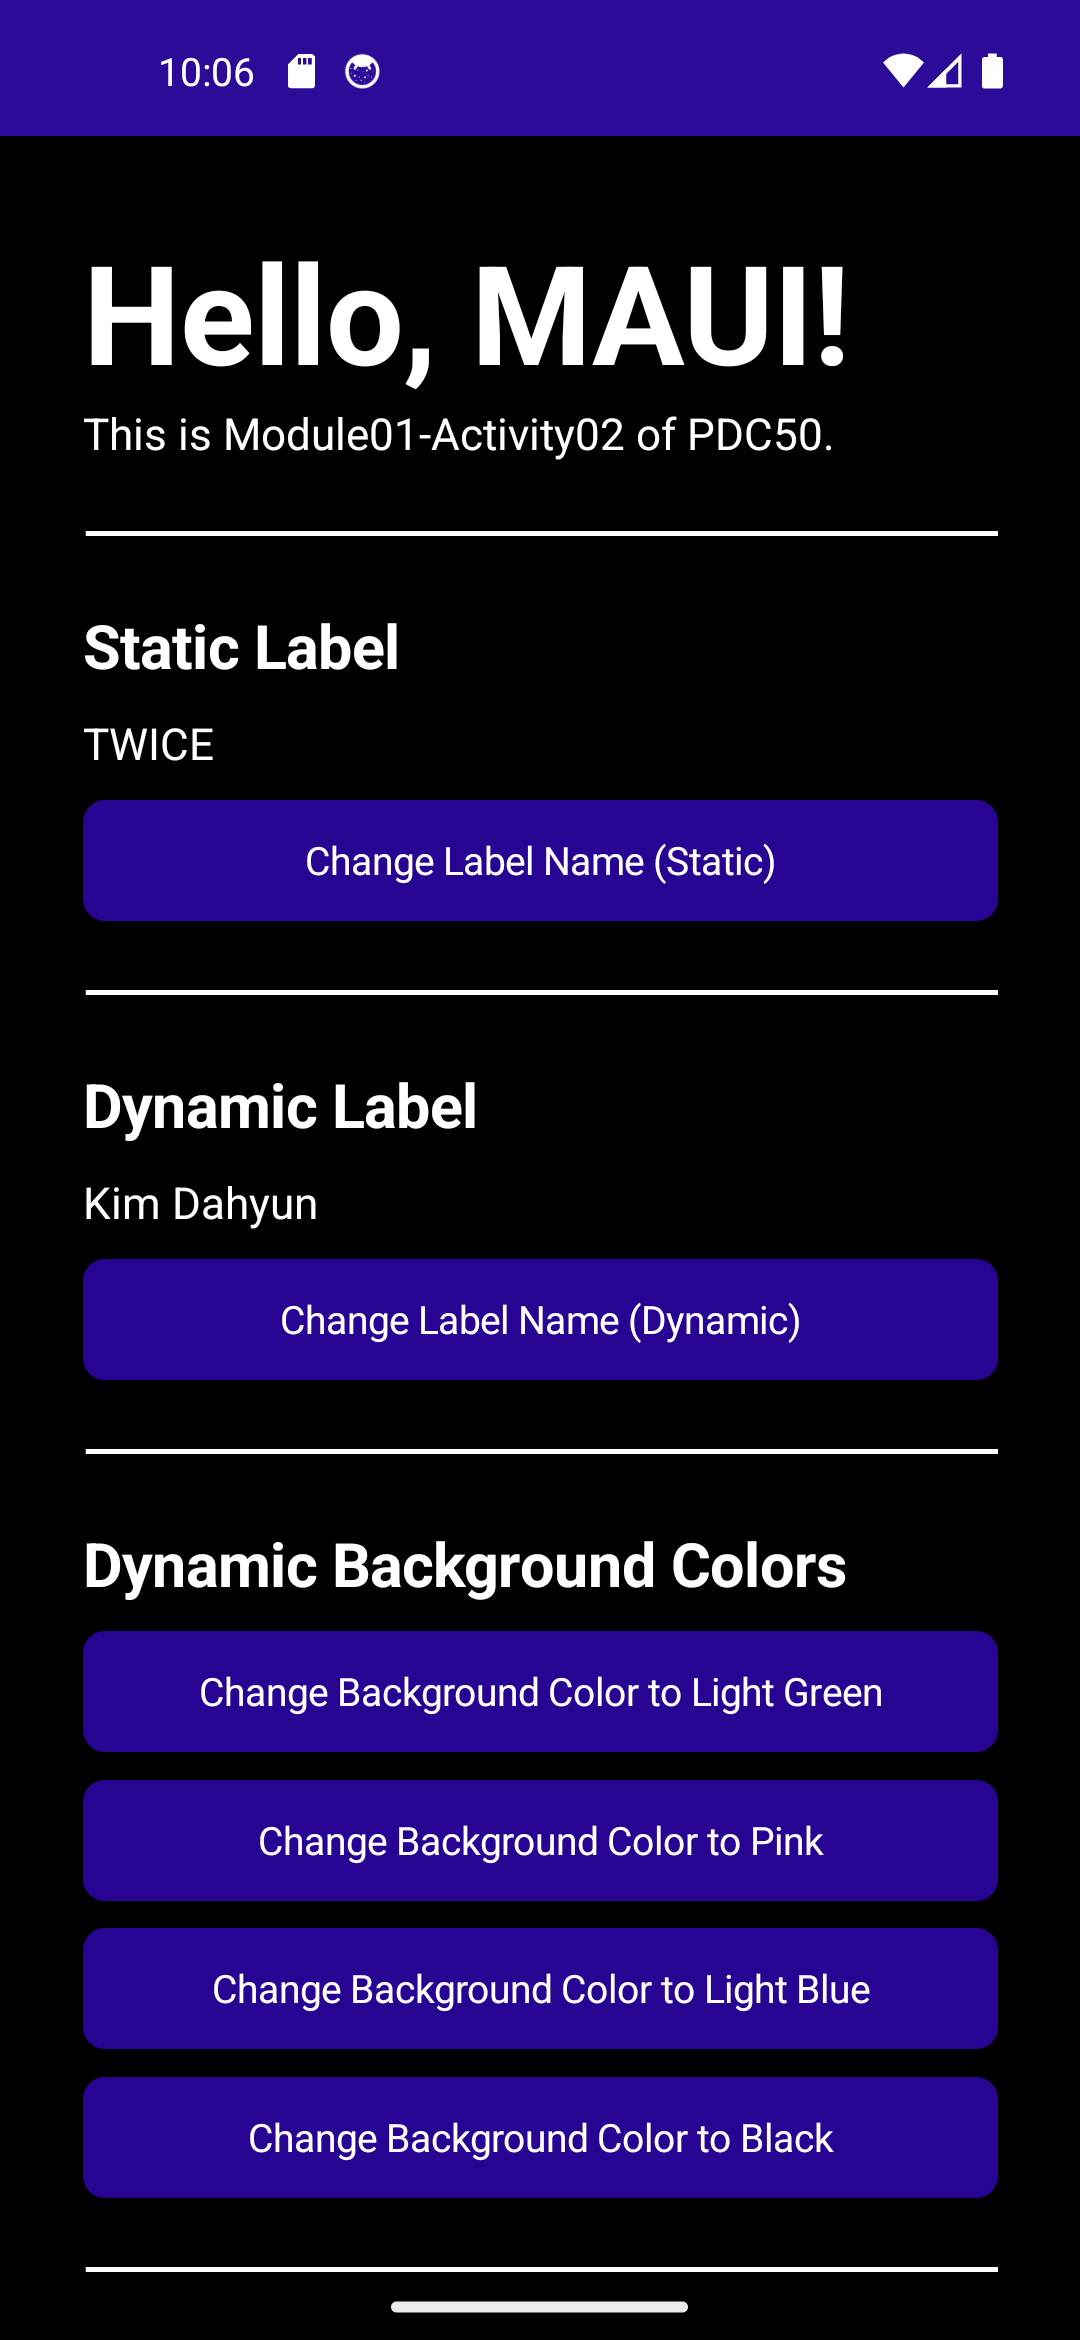 10:06
Hello, MAUI!
This is Module01-Activity02 of PDC50.
Static Label
TWICE
Change Label Name (Static)
Dynamic Label
Kim Dahyun
Change Label Name (Dynamic)
Dynamic Background Colors
Change Background Color to Light Green
Change Background Color to Pink
Change Background Color to Light Blue
Change Background Color to Black